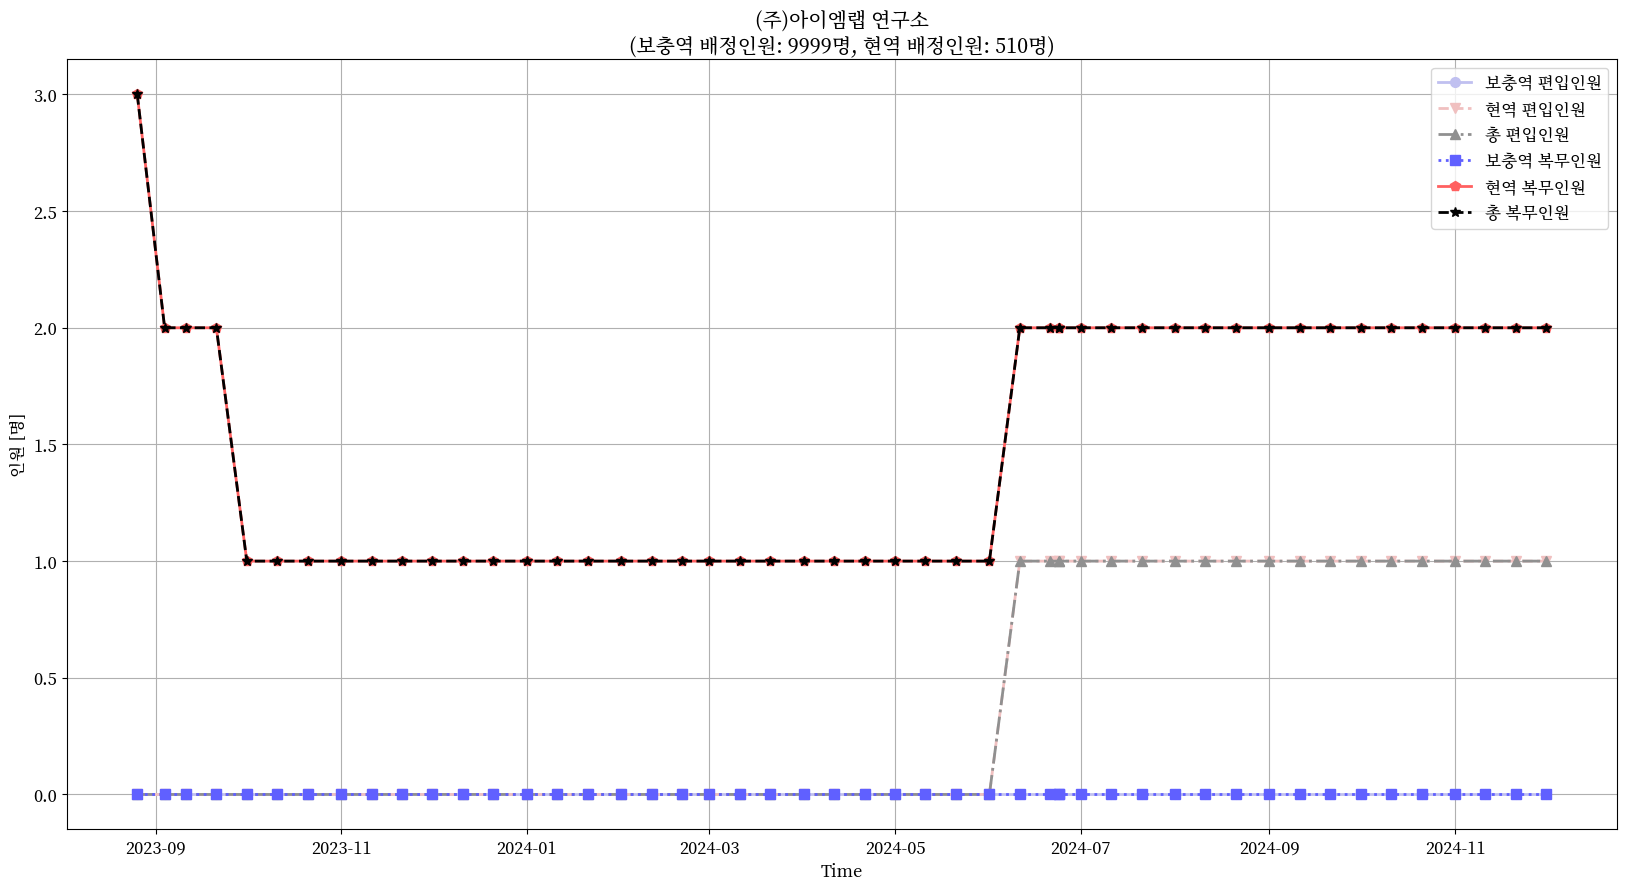 (주)아이엠랩 연구소
(보충역 배정인원: 9999명, 현역 배정인원: 510명)
보충역 편입인원
현역 편입인원
총 편입인원
보충역 복무인원
현역 복무인원
총 복무인원
인원 [명]
3.0
2.5
2.0
1.5
1.0
0.5
0.0
2023-09
2023-11
2024-01
2024-03
2024-05
2024-07
2024-09
2024-11
Time